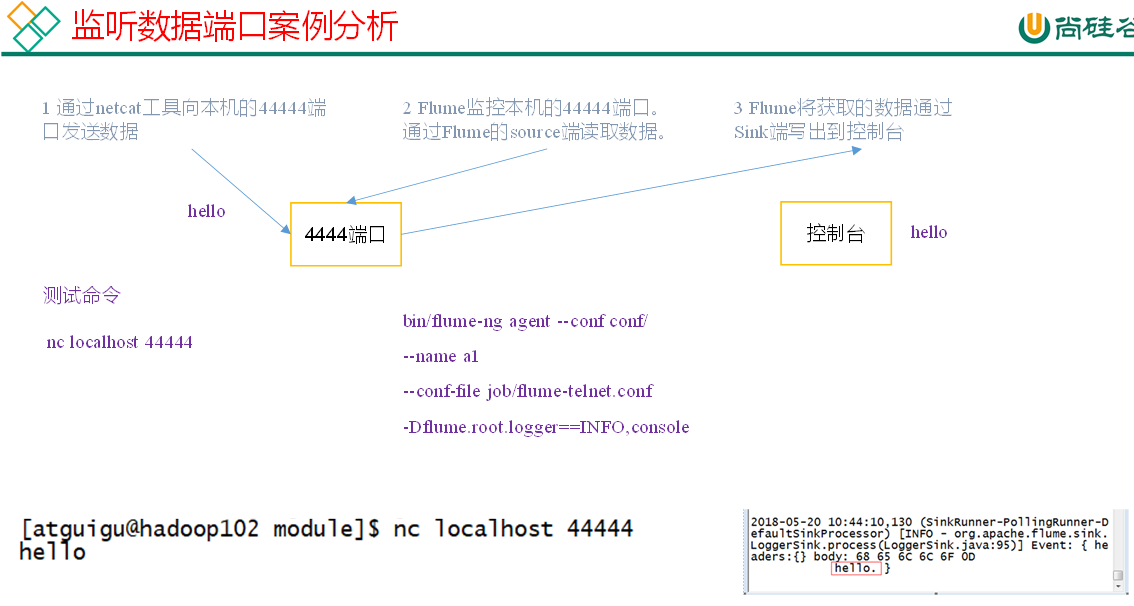 监听数据端口案例分析
尚硅谷
1 通过netcat工具向本机的44444端
口发送数据
2 Flume监控本机的44444端口。
通过Flume的source端读取数据。
3 Flume将获取的数据通过
Sink端写出到控制台
hello
4444端口
控制台
hello
测试命令
nc localhost 44444
bin/flume-ng agent --conf conf/
--name a1
--conf-file job/flume-telnet.conf
-Dflume.root.logger==INFO,console
[atguigu@hadoop102 module]$ nc localhost 44444
hello
2018-05-20 10:44:10,130 (SinkRunner-PollingRunner-D
efaultSinkProcessor) [INFO - org.apache.flume.sink.
LoggerSink.process(LoggerSink.java:95)] Event: { he
aders:{} body: 68 65 6C 6C 6F 0D
hello. }